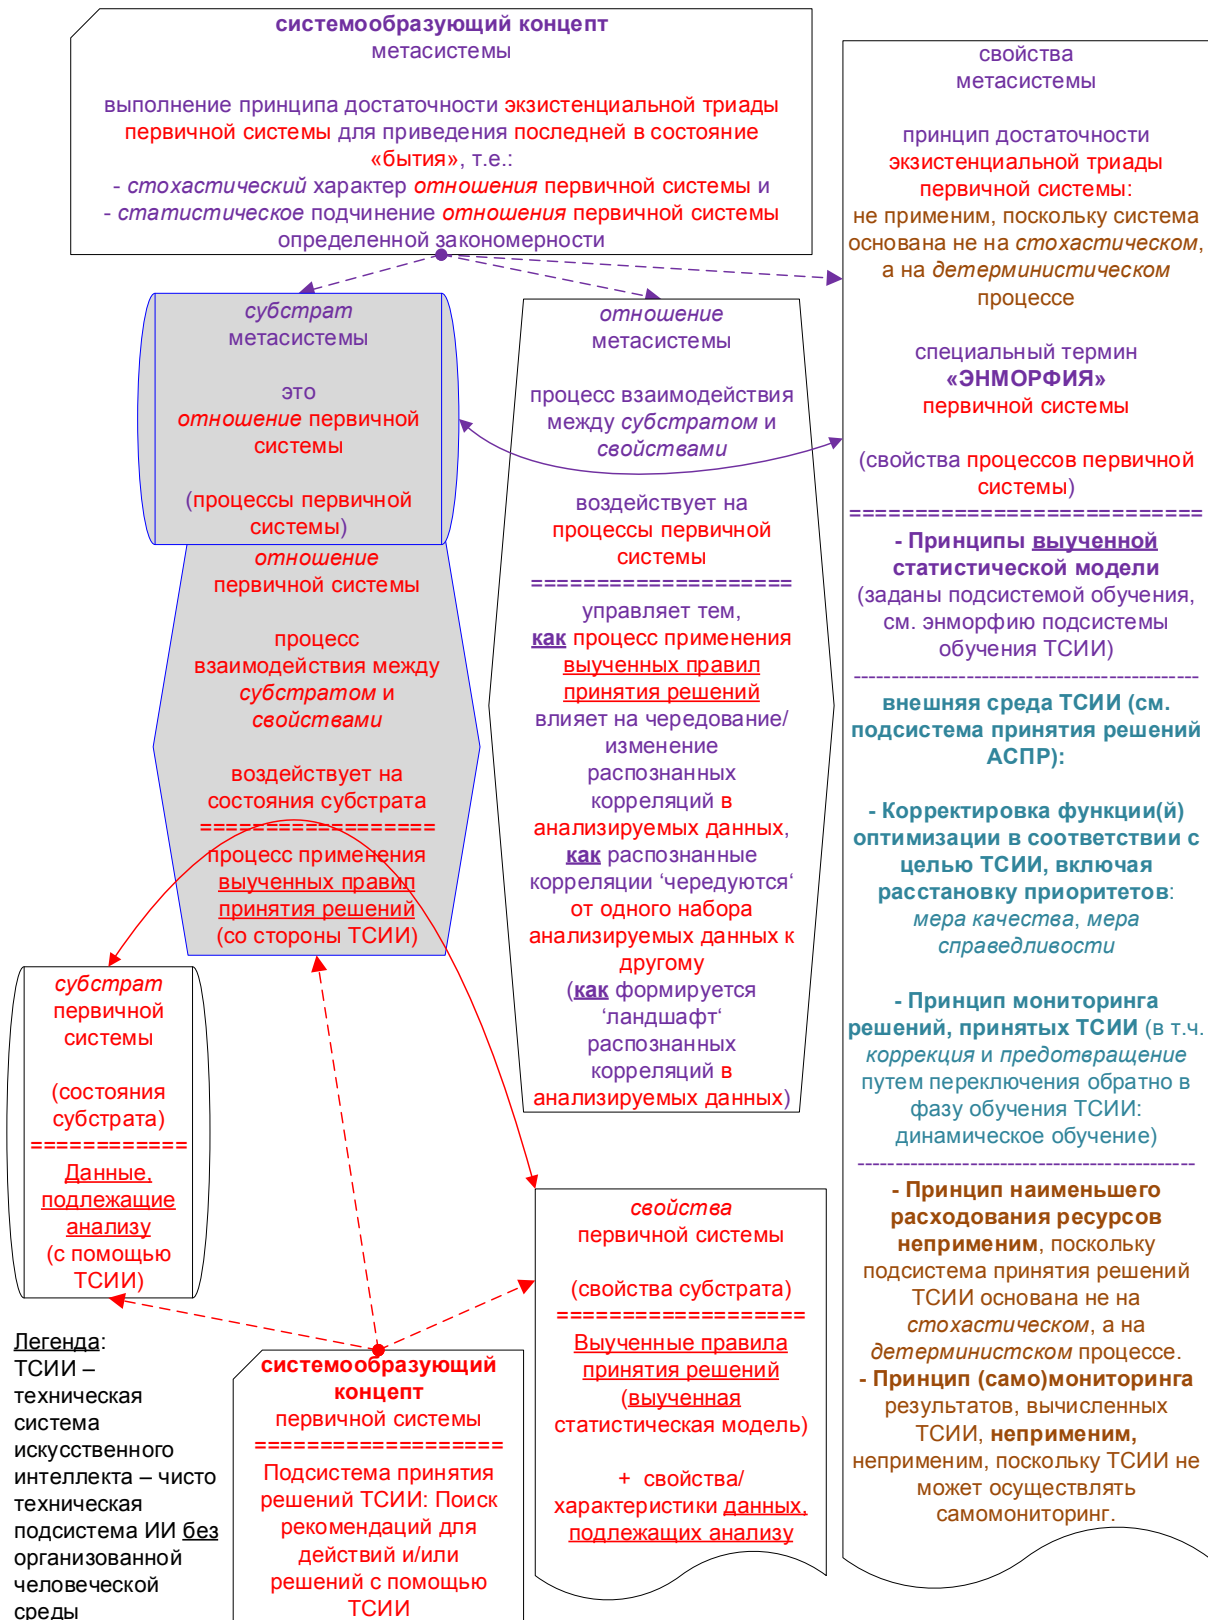 системообразующий концепт
метасистемы
выполнение принципа достаточности экзистенциальной триады
первичной системы для приведения последней в состояние
«бытия», т.е.:
- стохастический характер отношения первичной системы и
- статистическое подчинение отношения первичной системы
определенной закономерности
субстрат
метасистемы
это
отношение первичной
системы
(процессы первичной
системы)
отношение
первичной системы
процесс
взаимодействия между
субстратом и
свойствами
воздействует на
состояния субстрата
==================
процесс применения
выученных правил
принятия решений
(со стороны ТСИИ)
отношение
метасистемы
процесс взаимодействия
между субстратом и
свойствами
воздействует на
процессы первичной
системы
====================
управляет тем,
как процесс применения
выученных правил
принятия решений
влияет на чередование/
изменение
распознанных
корреляций в
анализируемых данных,
как распознанные
корреляции ‘чередуются‘
от одного набора
анализируемых данных к
другому
(как формируется
‘ландшафт‘
распознанных
корреляций в
анализируемых данных)
свойства
метасистемы
принцип достаточности
экзистенциальной триады
первичной системы:
не применим, поскольку система
основана не на стохастическом,
а на детерминистическом
процессе
специальный термин
«ЭНМОРФИЯ»
первичной системы
(свойства процессов первичной
системы)
===========================
- Принципы выученной
статистической модели
(заданы подсистемой обучения,
см. энморфию подсистемы
обучения ТСИИ)
----------------------------------------------
внешняя среда ТСИИ (см.
подсистема принятия решений
АСПР):
- Корректировка функции(й)
оптимизации в соответствии с
целью ТСИИ, включая
расстановку приоритетов:
мера качества, мера
справедливости
- Принцип мониторинга
решений, принятых ТСИИ (в т.ч.
коррекция и предотвращение
путем переключения обратно в
фазу обучения ТСИИ:
динамическое обучение)
---------------------------------------------
- Принцип наименьшего
расходования ресурсов
неприменим, поскольку
подсистема принятия решений
ТСИИ основана не на
стохастическом, а на
детерминистском процессе.
- Принцип (само)мониторинга
результатов, вычисленных
ТСИИ, неприменим,
неприменим, поскольку ТСИИ не
может осуществлять
самомониторинг.
субстрат
первичной
системы
(состояния
субстрата)
============
Данные,
подлежащие
анализу
(с помощью
ТСИИ)
свойства
первичной системы
(свойства субстрата)
===================
Выученные правила
принятия решений
(выученная
статистическая модель)
+ свойства/
характеристики данных,
подлежащих анализу
системообразующий
концепт
первичной системы
===================
Подсистема принятия
решений ТСИИ: Поиск
рекомендаций для
действий и/или
решений с помощью
ТСИИ
Легенда:
ТСИИ –
техническая
система
искусственного
интеллекта – чисто
техническая
подсистема ИИ без
организованной
человеческой
среды